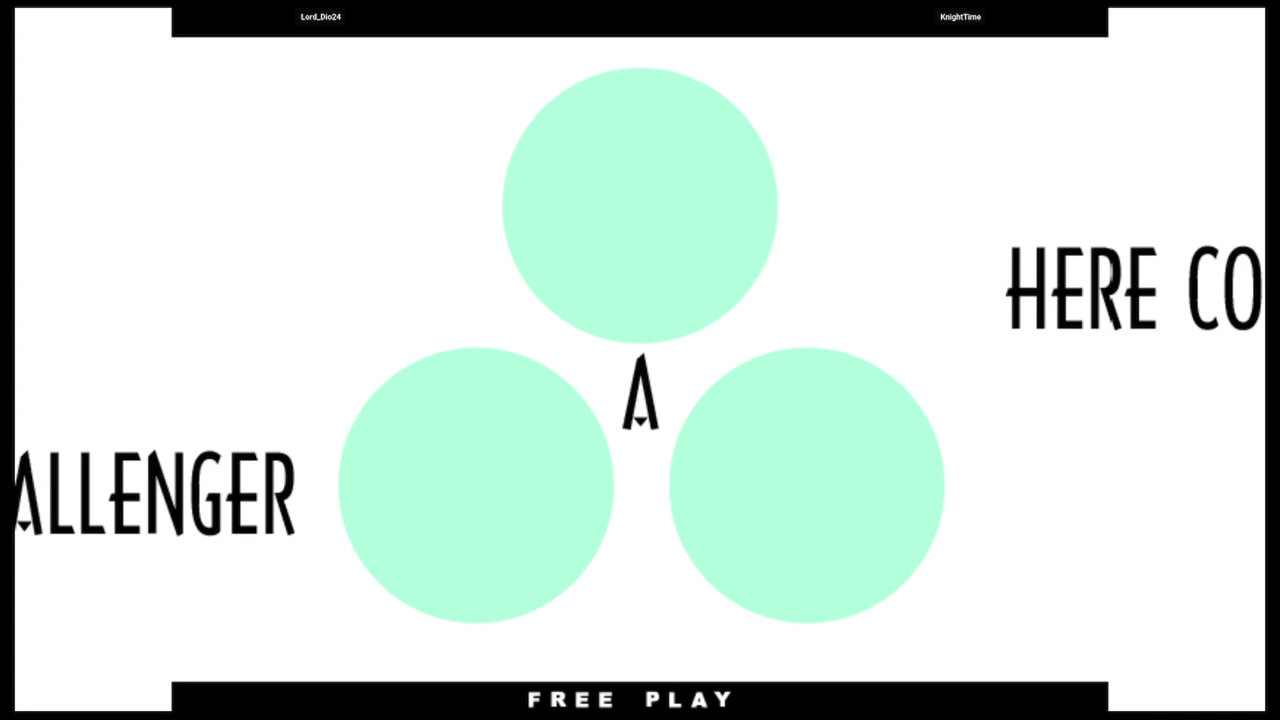 Lord_Dio24
KnightTime
HERE CO
A
ALLENGER
FREE PLAY